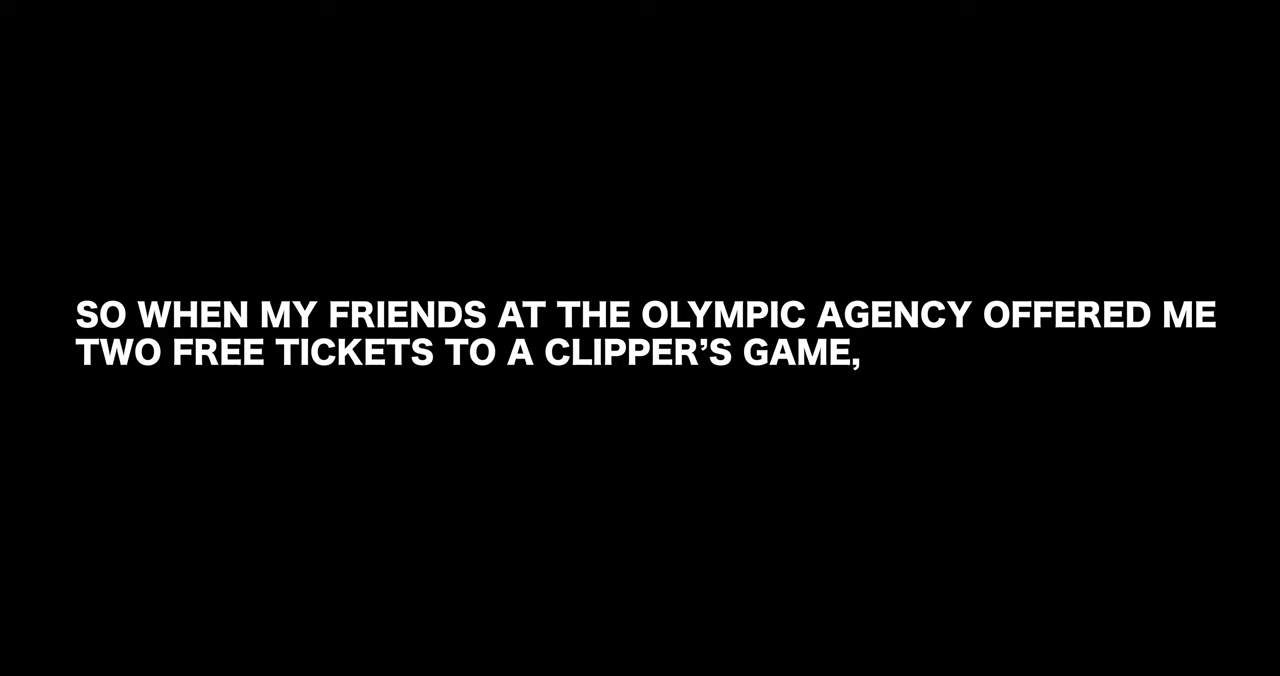 SO WHEN MY FRIENDS AT THE OLYMPIC AGENCY OFFERED ME
TWO FREE TICKETS TO A CLIPPER’S GAME,